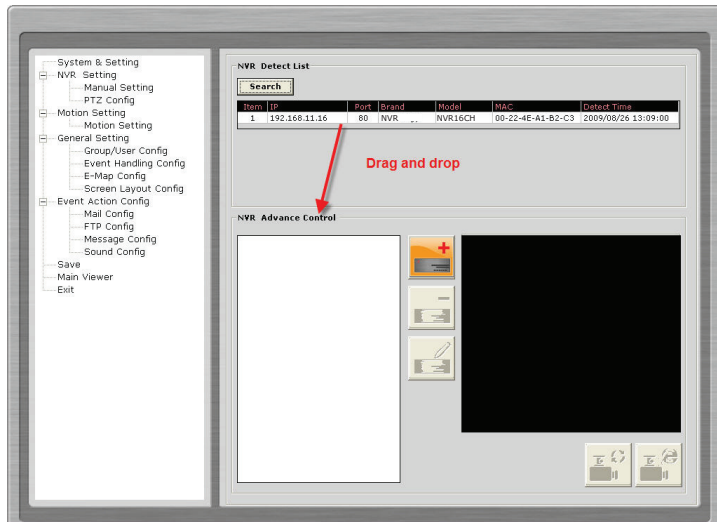 System & Setting
NVR Setting
Manual Setting
PTZ Config
Motion Setting
Motion Setting
General Setting
Group/User Config
Event Handling Config
E-Map Config
Screen Layout Config
Event Action Config
Mail Config
FTP Config
Message Config
Sound Config
Save
Main Viewer
Exit
NVR Detect List
Search
Item IP Port Brand Model MAC Detect Time
1 192.168.11.16 80 NVR NVR16CH 00-22-4E-A1-B2-C3 2009/08/26 13:09:00
Drag and drop
NVR Advance Control